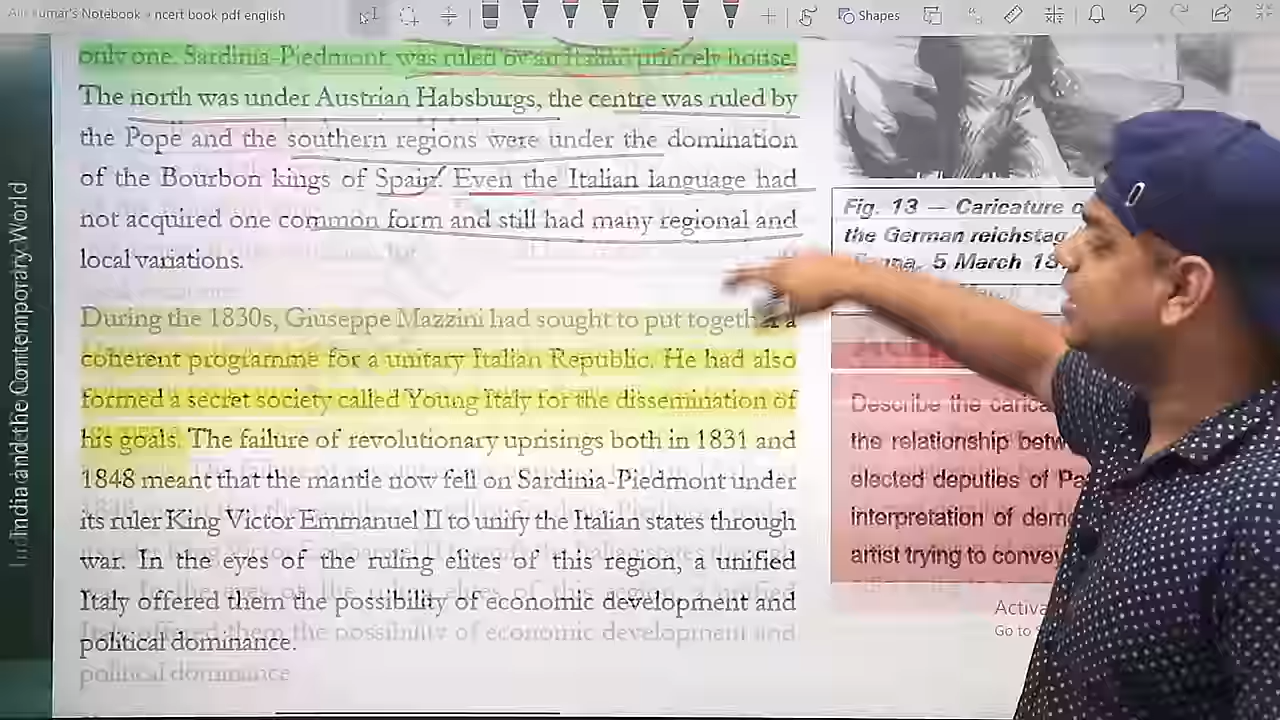 Shapes
only one, Sardinia-Piedmont, was ruled by an Italian princely house.
The north was under Austrian Habsburgs, the centre was ruled by
the Pope and the southern regions were under the domination
of the Bourbon kings of Spain. Even the Italian language had
not acquired one common form and still had many regional and
local variations.
During the 1830s, Giuseppe Mazzini had sought to put together a
coherent programme for a unitary Italian Republic. He had also
formed a secret society called Young Italy for the dissemination of
his goals. The failure of revolutionary uprisings both in 1831 and
1848 meant that the mantle now fell on Sardinia-Piedmont under
its ruler King Victor Emmanuel II to unify the Italian states through
war. In the eyes of the ruling elites of this region, a unified
Italy offered them the possibility of economic development and
political dominance.
India and the Contemporary World
Fig. 13 — Caricature o
the German reichstag
5 March 18
Describe the carica
the relationship betw
elected deputies of Pa
interpretation of dem
artist trying to convey
Activa
Go to